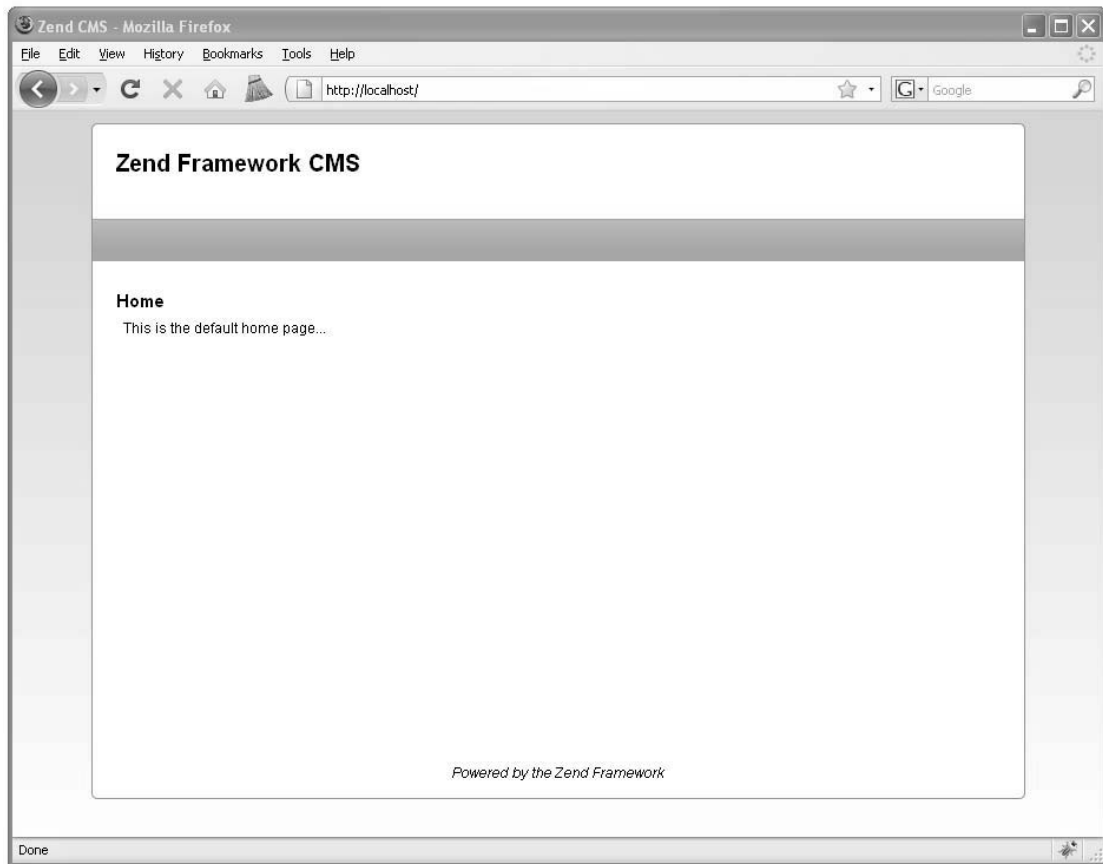 Zend CMS - Mozilla Firefox
File Edit View History Bookmarks Tools Help
http://localhost/
G Google
Zend Framework CMS
Home
This is the default home page...
Powered by the Zend Framework
Done